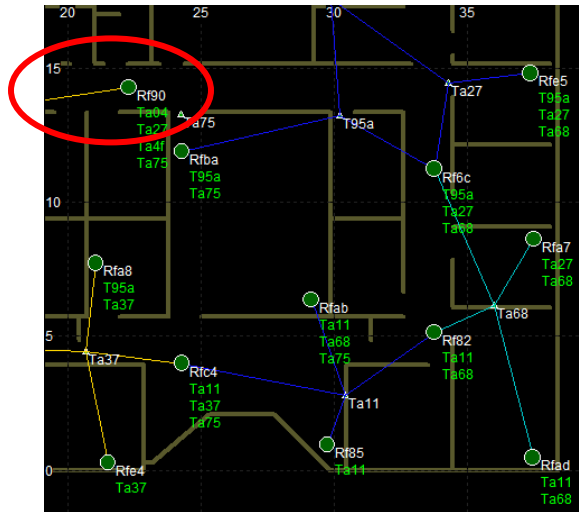 20 25 30 35
15
Rf90
Ta04
Ta27
Ta4f
Ta75
Ta75
T95a
Ta27
Rfe5
T95a
Ta27
Ta68
Rfba
T95a
Ta75
Rf6c
T95a
Ta27
Ta68
10
Rfa8
T95a
Ta37
Rfa7
Ta27
Ta68
Rfab
Ta11
Ta68
Ta75
Ta68
5
Rf82
Ta11
Ta68
Ta37
Rfc4
Ta11
Ta37
Ta75
Ta11
Rf85
Ta11
0
Rfe4
Ta37
Rfad
Ta11
Ta68